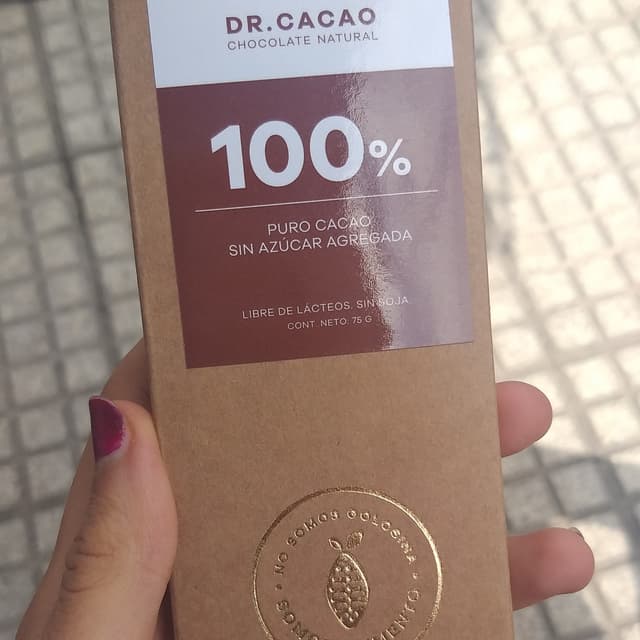 DR.CACAO
CHOCOLATE NATURAL
100%
PURO CACAO
SIN AZÚCAR AGREGADA
LIBRE DE LÁCTEOS. SIN SOJA
CONT. NETO: 75 G
NO SOMOS GOLOSINA
SOMOS